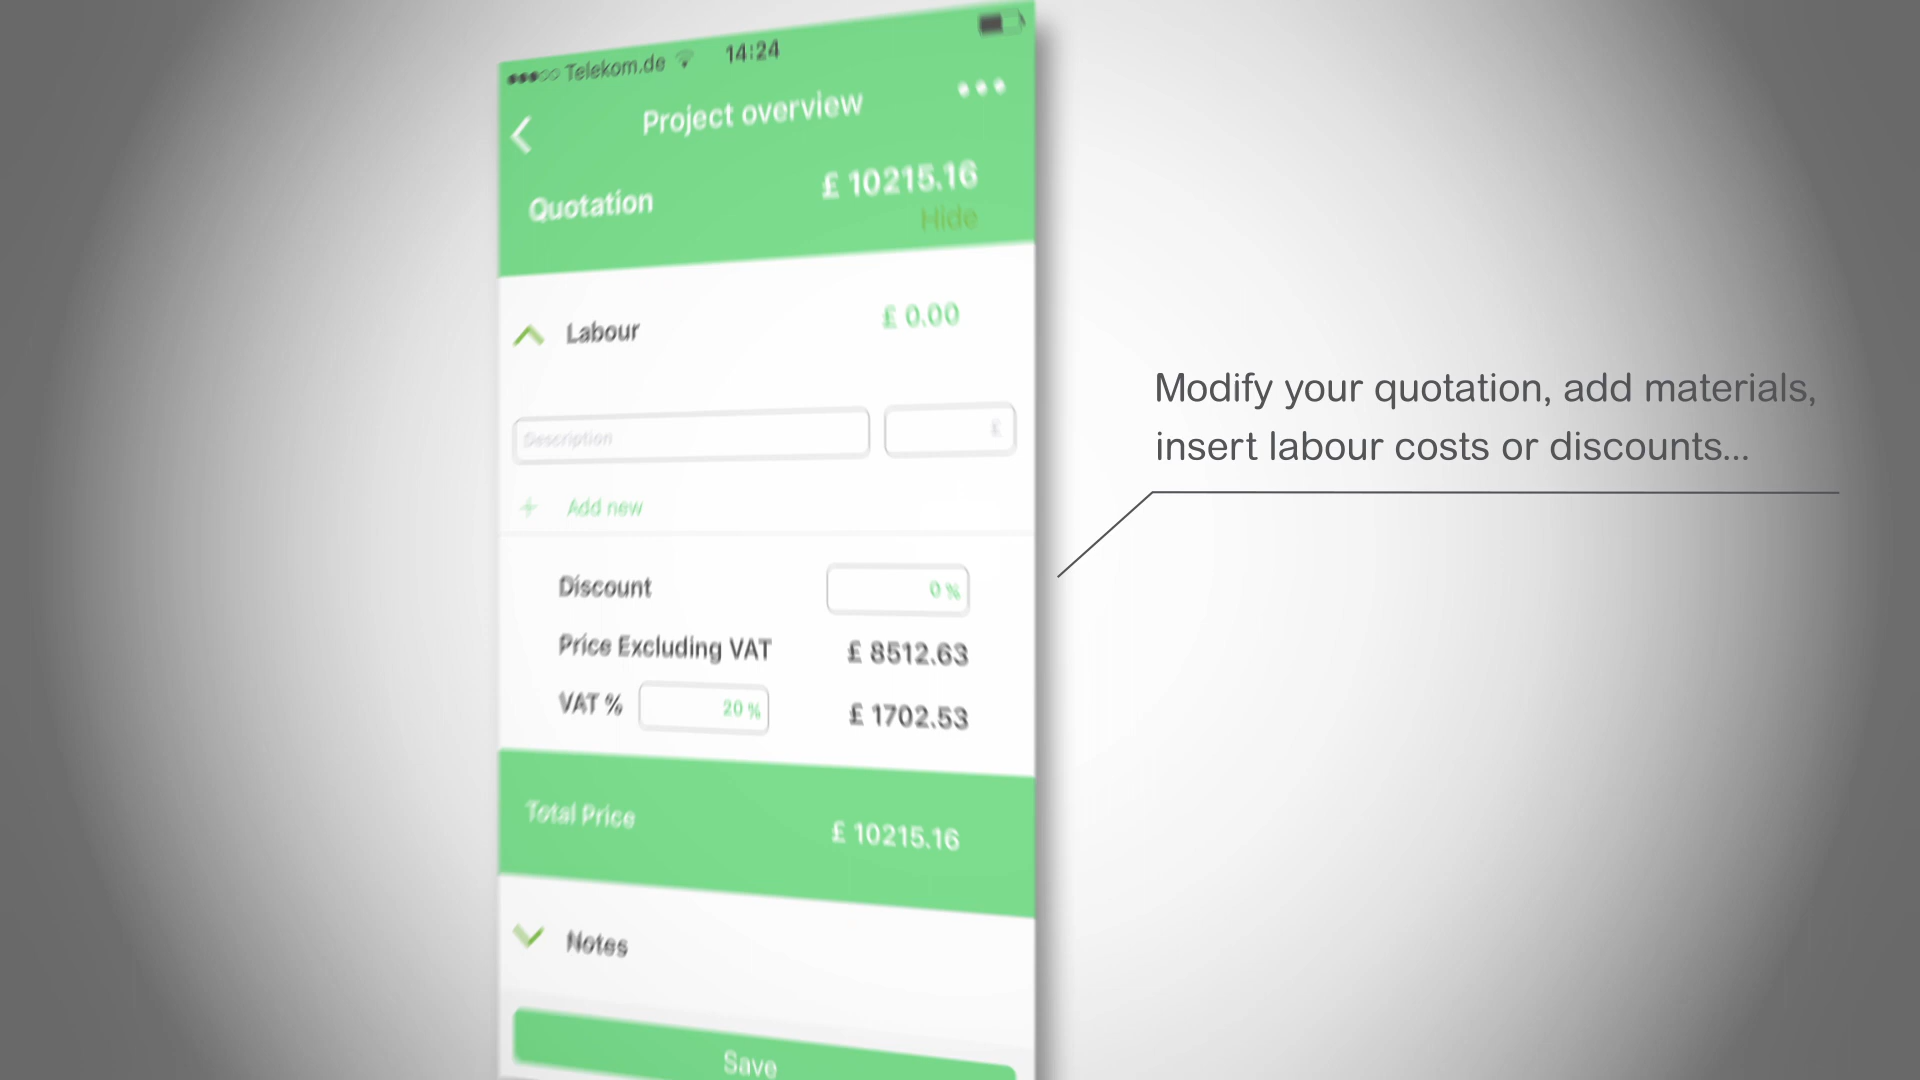 Telekom.de 14:24
Project overview
Quotation £ 10215.16
Hide
Labour £ 0.00
Description £
+ Add new
Discount 0 %
Price Excluding VAT £ 8512.63
VAT % 20 % £ 1702.53
Total Price £ 10215.16
Notes
Save
Modify your quotation, add materials,
insert labour costs or discounts...